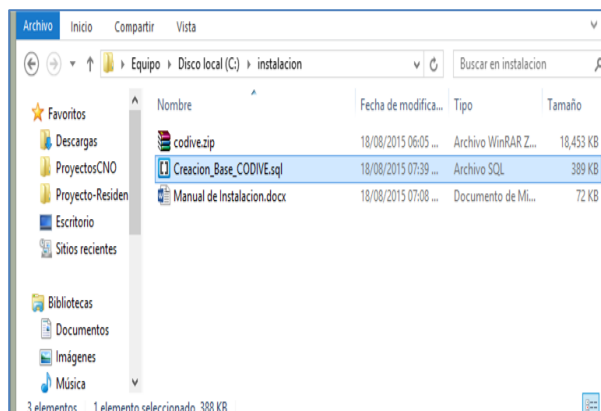 Archivo Inicio Compartir Vista
Equipo Disco local (C:) instalacion Buscar en instalacion
Nombre Fecha de modifica... Tipo Tamaño
codive.zip 18/08/2015 06:05 ... Archivo WinRAR Z... 18,453 KB
Creacion_Base_CODIVE.sql 18/08/2015 07:39 ... Archivo SQL 389 KB
Manual de Instalacion.docx 18/08/2015 07:08 ... Documento de Mi... 72 KB
Favoritos
Descargas
ProyectosCNO
Proyecto-Residen
Escritorio
Sitios recientes
Bibliotecas
Documentos
Imágenes
Música
3 elementos 1 elemento seleccionado 388 KB